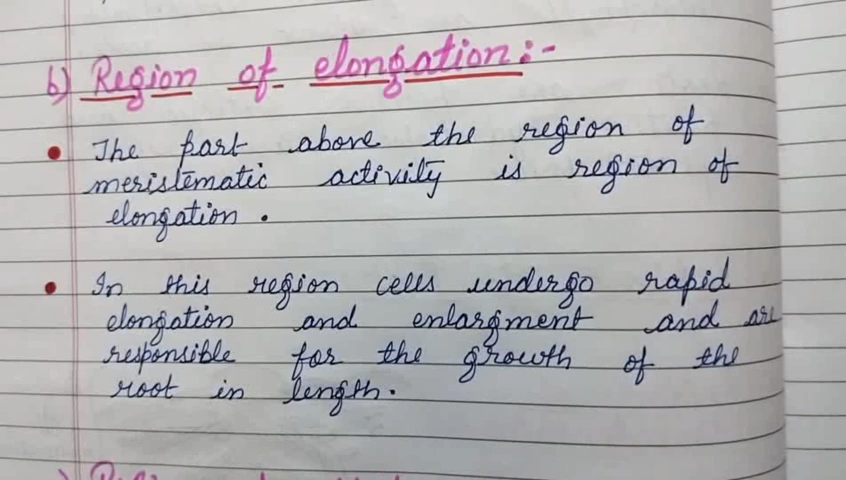 b) Region of elongation:-
• The part above the region of
meristematic activity is region of
elongation.
• In this region cells undergo rapid
elongation and enlargment and are
responsible for the growth of the
root in length.